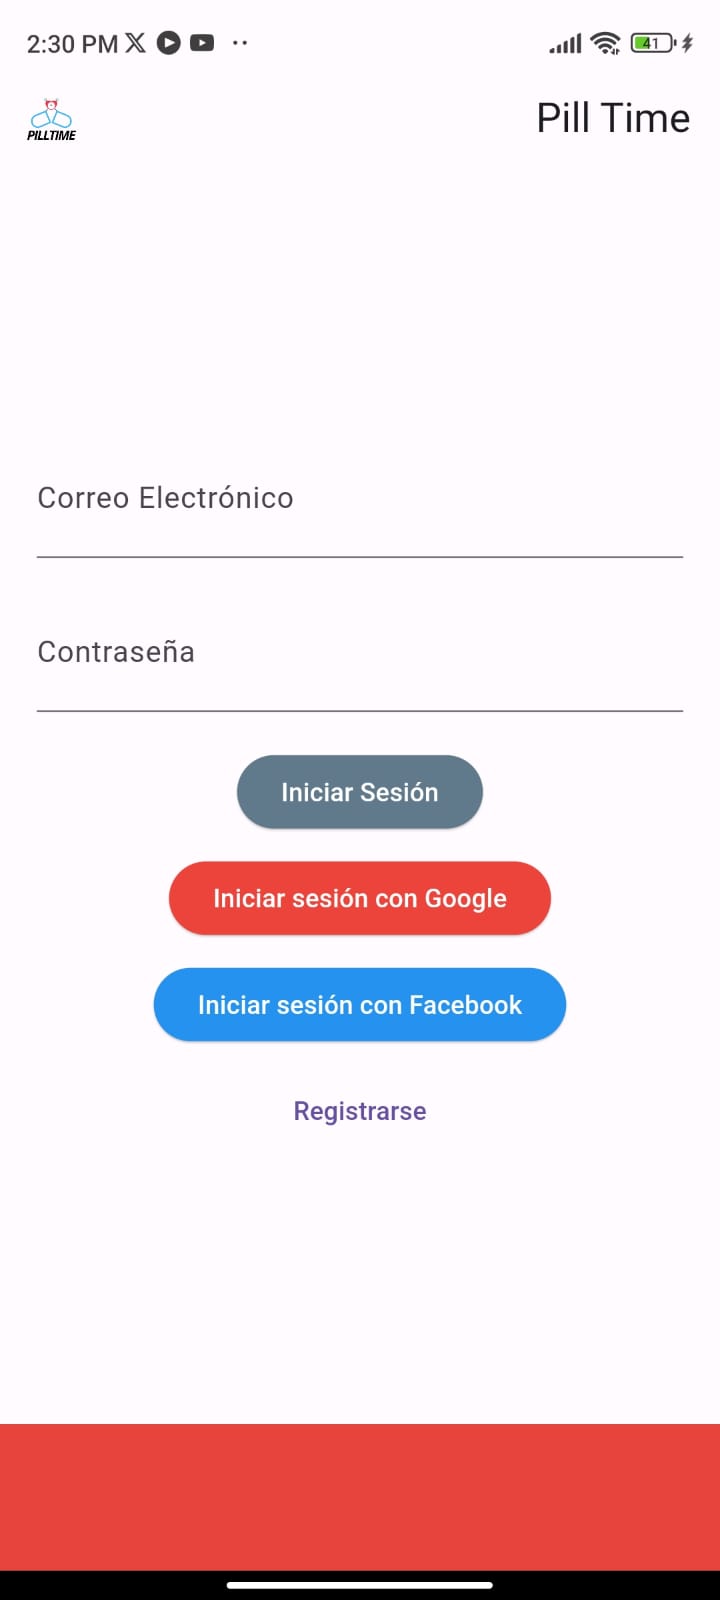 2:30 PM
41
PILLTIME
Pill Time
Correo Electrónico
Contraseña
Iniciar Sesión
Iniciar sesión con Google
Iniciar sesión con Facebook
Registrarse